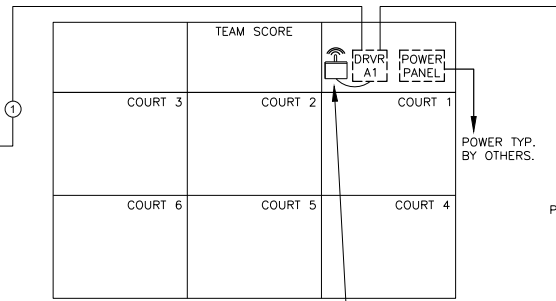 TEAM SCORE
DRVR
A1
POWER
PANEL
COURT 3
COURT 2
COURT 1
1
POWER TYP.
BY OTHERS.
COURT 6
COURT 5
COURT 4
P